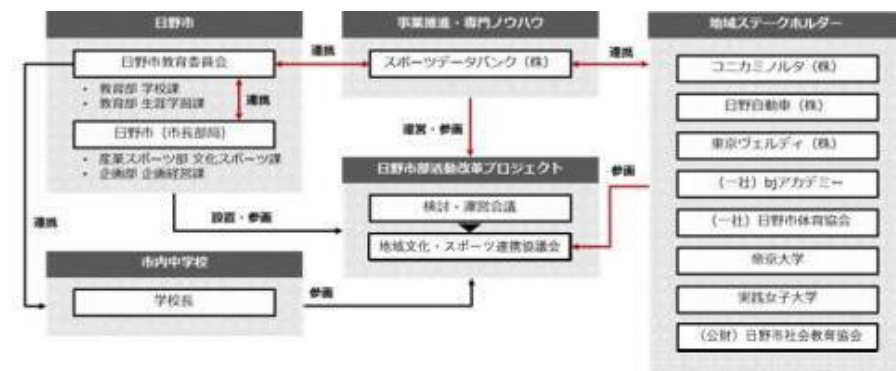 日野市
日野市教育委員会
・ 教育部 学校課
・ 教育部 生涯学習課
連携
日野市（市長部局）
・ 産業スポーツ部 文化スポーツ課
・ 企画部 企画経営課
連携
事業推進・専門ノウハウ
スポーツデータバンク（株）
連携
運営・参画
日野市部活動改革プロジェクト
検討・運営会議
地域文化・スポーツ連携協議会
設置・参画
連携
市内中学校
学校長
参画
参画
地域ステークホルダー
コニカミノルタ（株）
日野自動車（株）
東京ヴェルディ（株）
（一社）bjアカデミー
（一社）日野市体育協会
帝京大学
実践女子大学
（公財）日野市社会教育協会